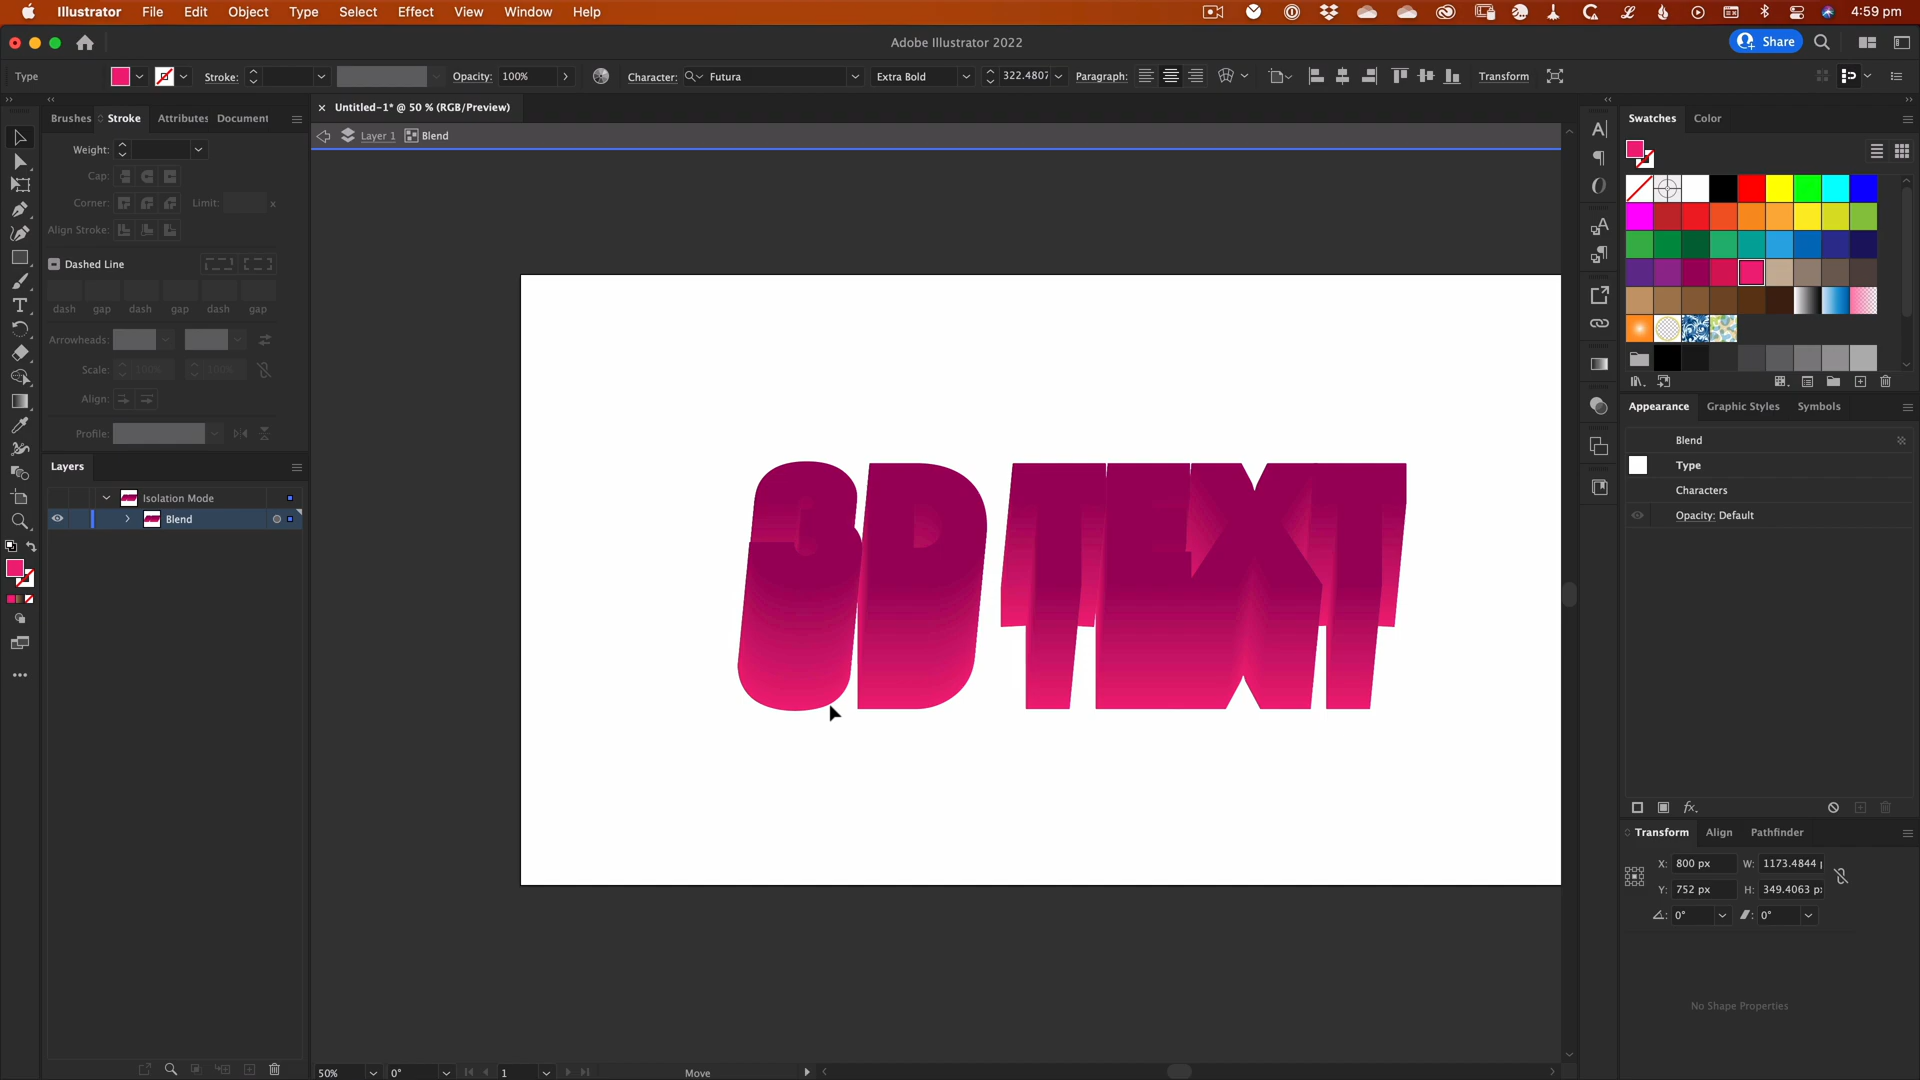 Illustrator File Edit Object Type Select Effect View Window Help 4:59 pm
Adobe Illustrator 2022 Share
Type Stroke: Opacity: 100% Character: Futura Extra Bold 322.4807 Paragraph: Transform
Brushes Stroke Attributes Document
Untitled-1* @ 50 % (RGB/Preview)
Layer 1 Blend
Weight:
Cap:
Corner: Limit: x
Align Stroke:
Dashed Line
dash gap dash gap dash gap
Arrowheads:
Scale: 100% 100%
Align:
Profile:
Layers
Isolation Mode
Blend
3D TEXT
Swatches Color
Appearance Graphic Styles Symbols
Blend
Type
Characters
Opacity: Default
fx.
Transform Align Pathfinder
X: 800 px W: 1173.4844
Y: 752 px H: 349.4063 p
0° 0°
No Shape Properties
50% 0° 1 Move